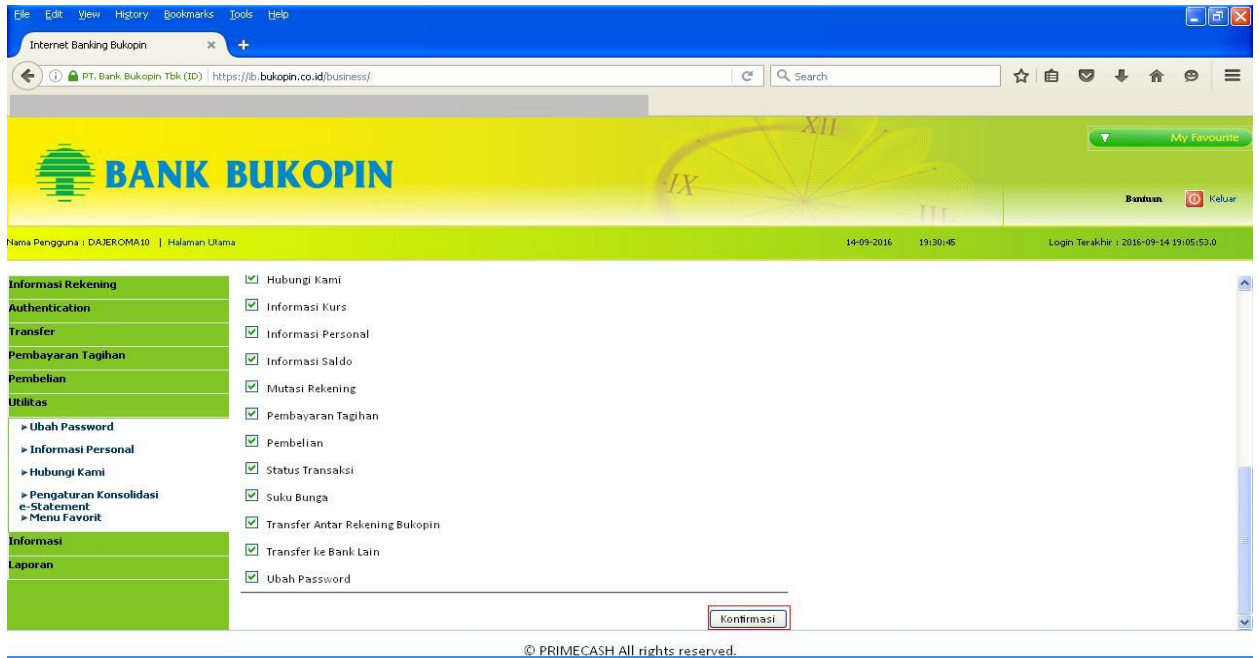 File Edit View History Bookmarks Tools Help
Internet Banking Bukopin
PT. Bank Bukopin Tbk (ID) https://ib.bukopin.co.id/business/ Search
XII
IX
III
My Favourite
BANK BUKOPIN
Bantuan Keluar
Nama Pengguna : DAJEROMA10 | Halaman Utama 14-09-2016 19:30:45 Login Terakhir : 2016-09-14 19:05:53.0
Informasi Rekening
Authentication
Transfer
Pembayaran Tagihan
Pembelian
Utilitas
Ubah Password
Informasi Personal
Hubungi Kami
Pengaturan Konsolidasi
e-Statement
Menu Favorit
Informasi
Laporan
Hubungi Kami
Informasi Kurs
Informasi Personal
Informasi Saldo
Mutasi Rekening
Pembayaran Tagihan
Pembelian
Status Transaksi
Suku Bunga
Transfer Antar Rekening Bukopin
Transfer ke Bank Lain
Ubah Password
Konfirmasi
© PRIMECASH All rights reserved.